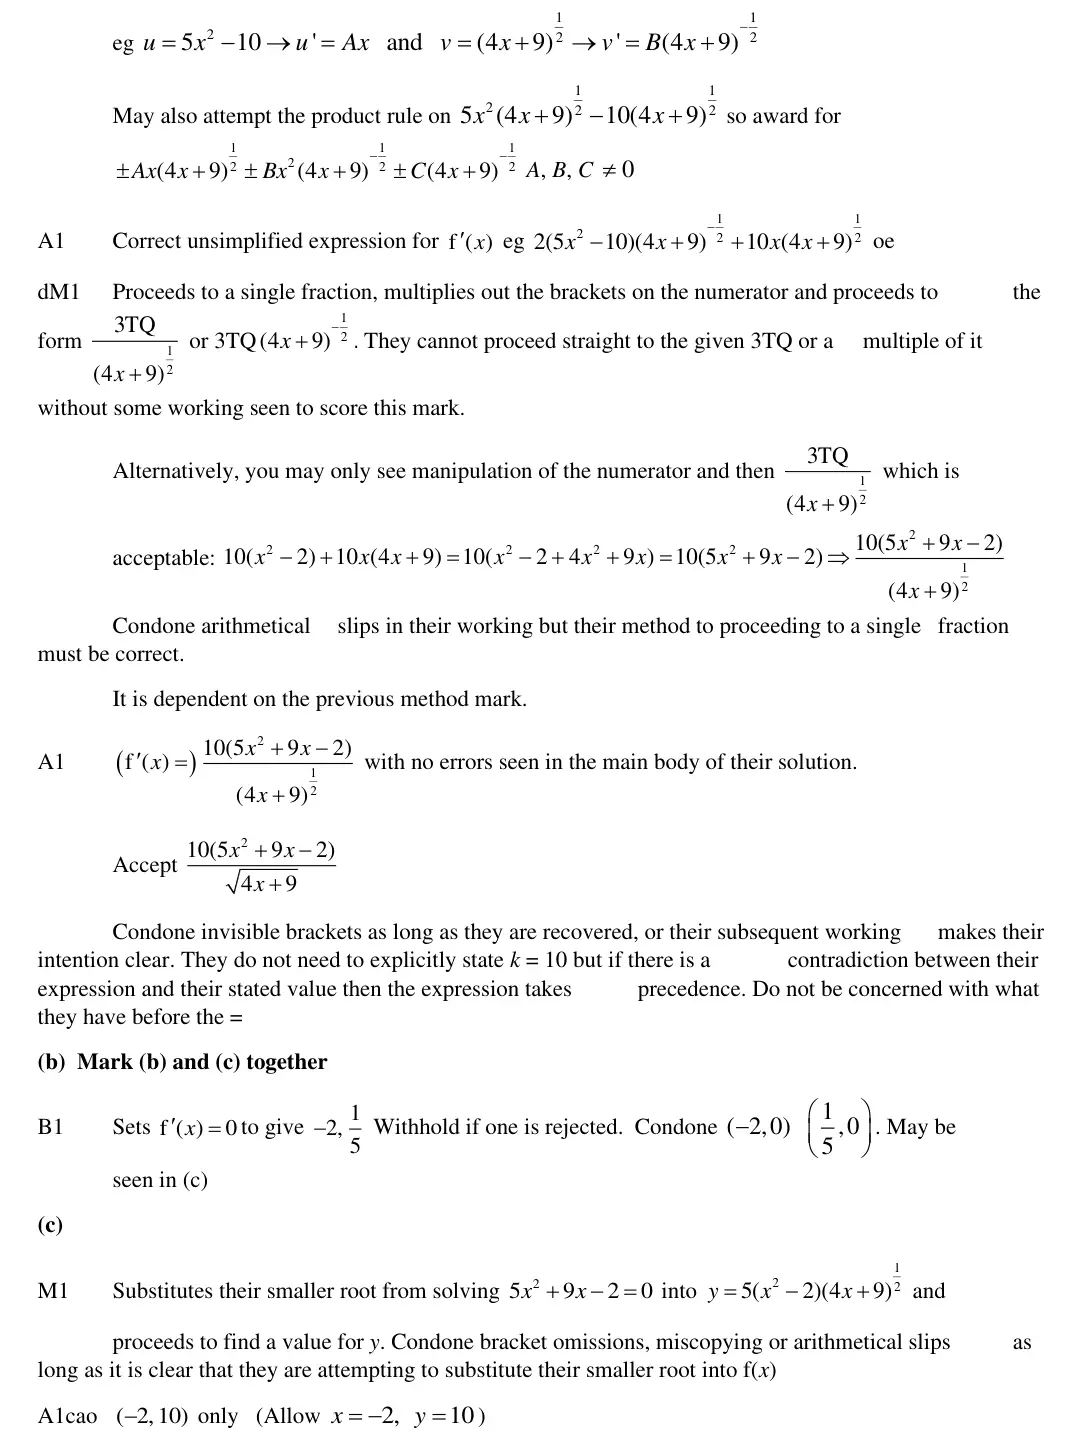 eg u = 5x² −10 → u' = Ax and v = (4x+9)^(1/2) → v' = B(4x+9)^(−1/2)
May also attempt the product rule on 5x²(4x+9)^(1/2) −10(4x+9)^(1/2) so award for
±Ax(4x+9)^(1/2) ± Bx²(4x+9)^(−1/2) ± C(4x+9)^(−1/2) A, B, C ≠ 0
A1 Correct unsimplified expression for f′(x) eg 2(5x² −10)(4x+9)^(−1/2) +10x(4x+9)^(1/2) oe
dM1 Proceeds to a single fraction, multiplies out the brackets on the numerator and proceeds to the
form 3TQ/(4x+9)^(1/2) or 3TQ(4x+9)^(−1/2). They cannot proceed straight to the given 3TQ or a multiple of it
without some working seen to score this mark.
Alternatively, you may only see manipulation of the numerator and then 3TQ/(4x+9)^(1/2) which is
acceptable: 10(x² −2)+10x(4x+9) =10(x² −2+4x² +9x) =10(5x² +9x−2) ⇒ 10(5x² +9x−2)/(4x+9)^(1/2)
Condone arithmetical slips in their working but their method to proceeding to a single fraction
must be correct.
It is dependent on the previous method mark.
A1 (f′(x) =) 10(5x² +9x−2)/(4x+9)^(1/2) with no errors seen in the main body of their solution.
Accept 10(5x² +9x−2)/√(4x+9)
Condone invisible brackets as long as they are recovered, or their subsequent working makes their
intention clear. They do not need to explicitly state k = 10 but if there is a contradiction between their
expression and their stated value then the expression takes precedence. Do not be concerned with what
they have before the =
(b) Mark (b) and (c) together
B1 Sets f′(x) = 0 to give −2, 1/5 Withhold if one is rejected. Condone (−2,0) (1/5,0). May be
seen in (c)
(c)
M1 Substitutes their smaller root from solving 5x² +9x−2 = 0 into y = 5(x² −2)(4x+9)^(1/2) and
proceeds to find a value for y. Condone bracket omissions, miscopying or arithmetical slips as
long as it is clear that they are attempting to substitute their smaller root into f(x)
A1cao (−2,10) only (Allow x = −2, y =10)